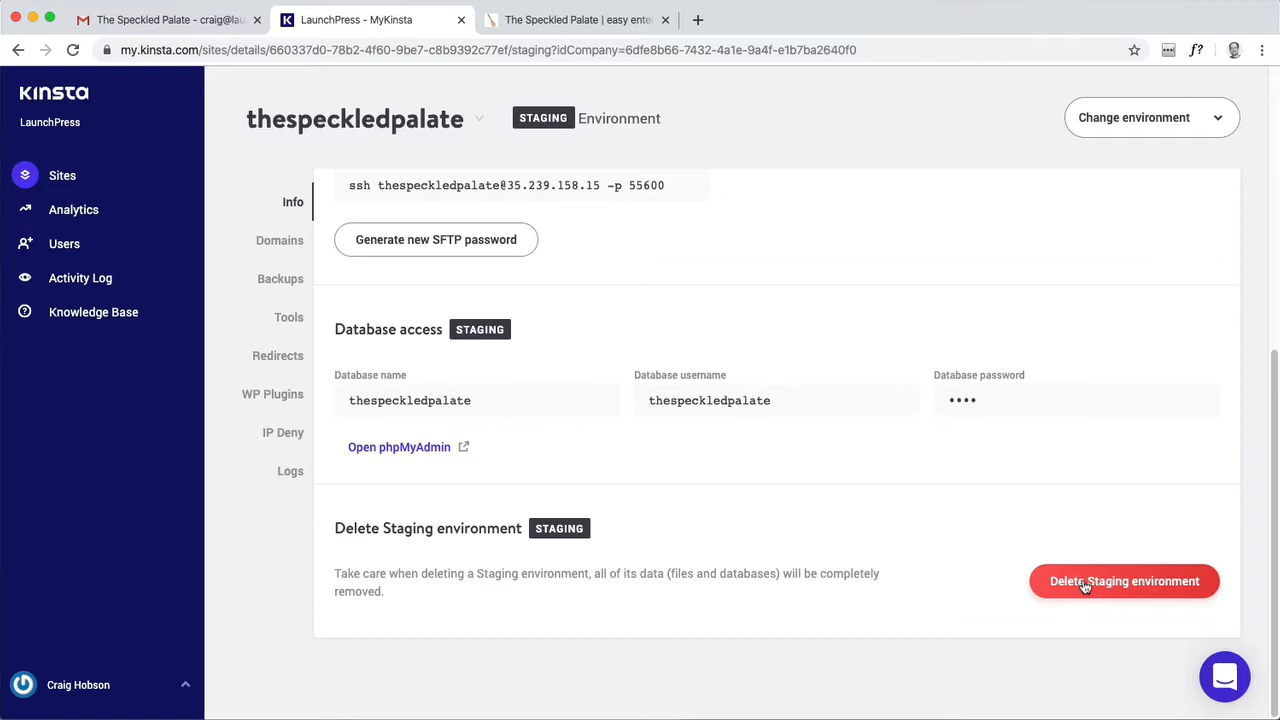 The Speckled Palate - craig@lau
LaunchPress - MyKinsta
The Speckled Palate | easy enter
my.kinsta.com/sites/details/660337d0-78b2-4f60-9be7-c8b9392c77ef/staging?idCompany=6dfe8b66-7432-4a1e-9a4f-e1b7ba2640f0
f?
KINSTA
LaunchPress
Sites
Analytics
Users
Activity Log
Knowledge Base
Craig Hobson
thespeckledpalate
STAGING Environment
Change environment
Info
Domains
Backups
Tools
Redirects
WP Plugins
IP Deny
Logs
ssh thespeckledpalate@35.239.158.15 -p 55600
Generate new SFTP password
Database access STAGING
Database name
Database username
Database password
thespeckledpalate
thespeckledpalate
••••
Open phpMyAdmin
Delete Staging environment STAGING
Take care when deleting a Staging environment, all of its data (files and databases) will be completely
removed.
Delete Staging environment